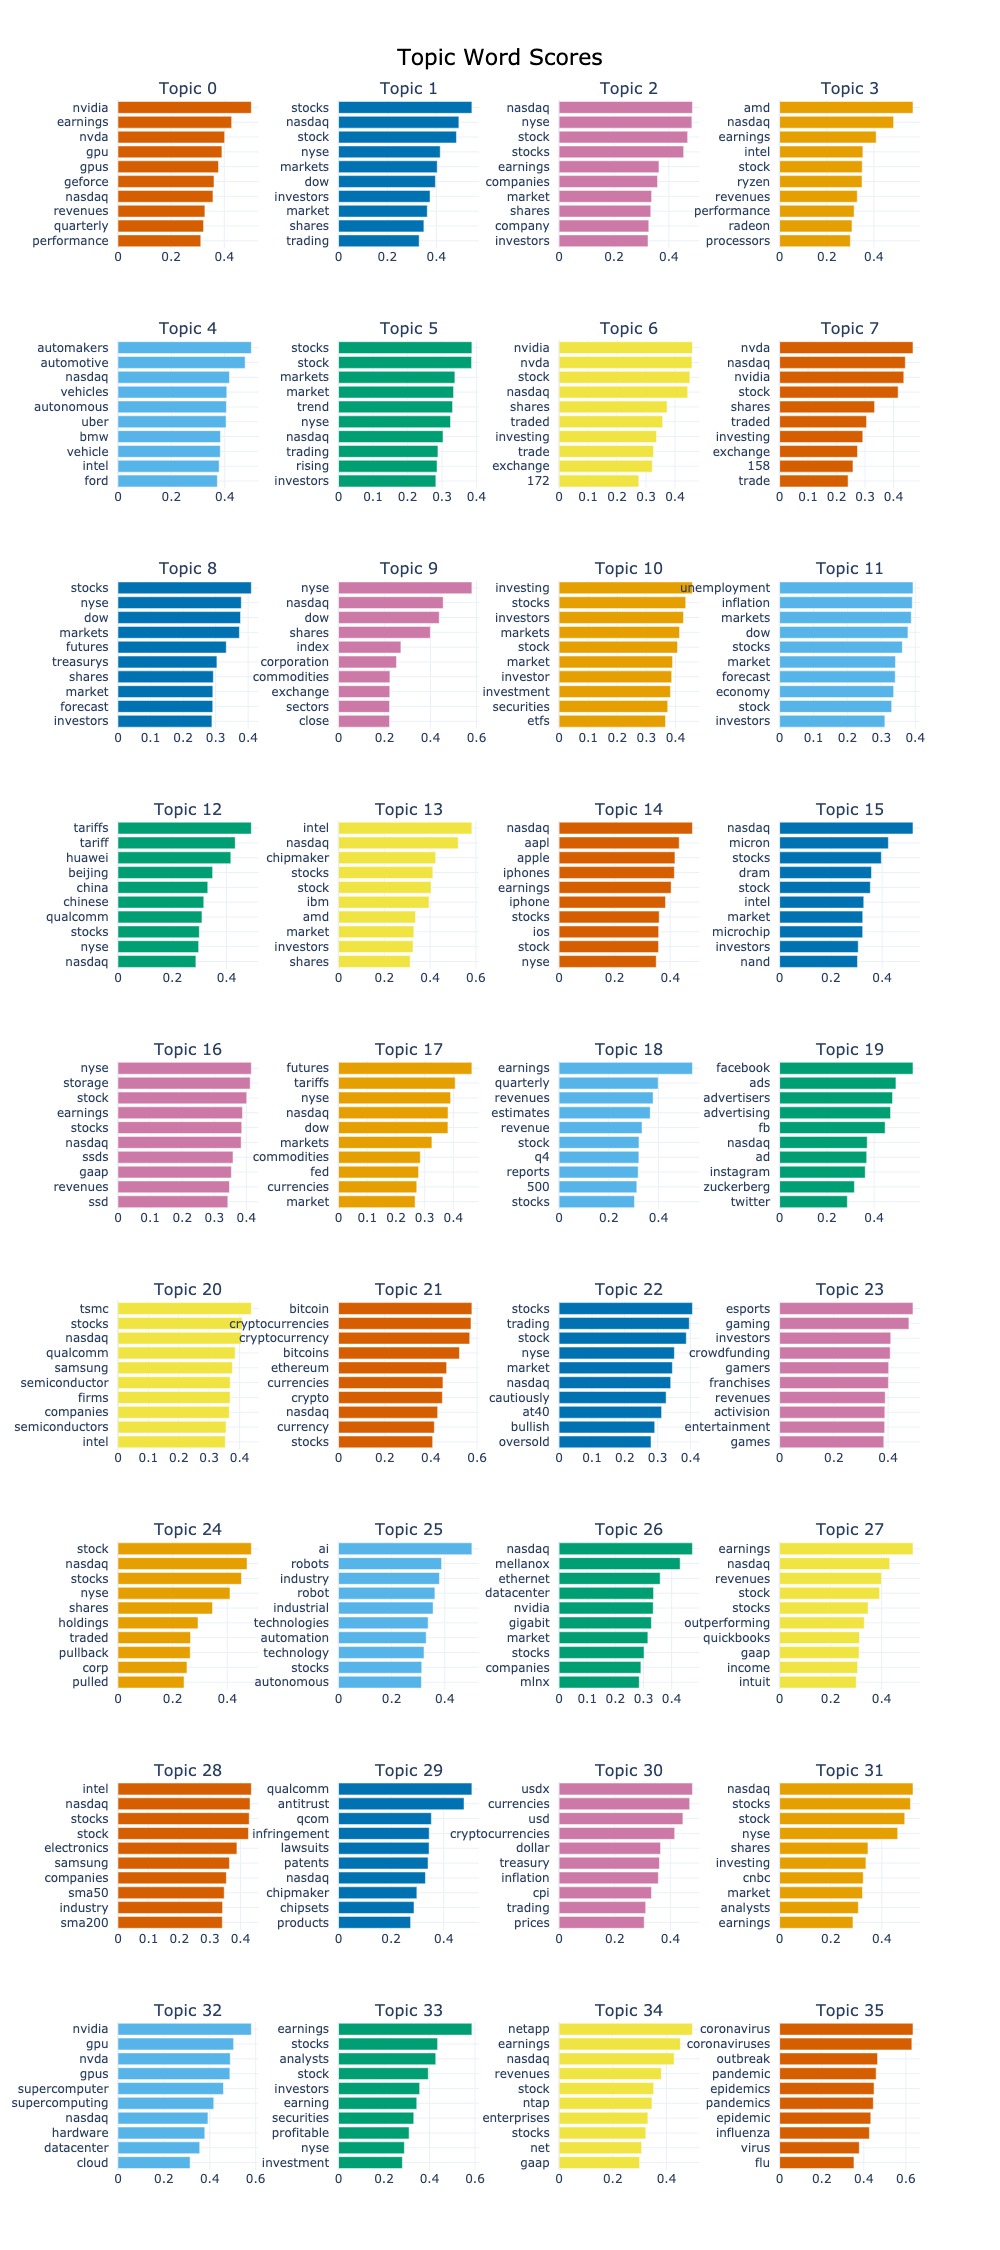 Topic Word Scores
Topic 0
nvidia
earnings
nvda
gpu
gpus
geforce
nasdaq
revenues
quarterly
performance
0 0.2 0.4
Topic 1
stocks
nasdaq
stock
nyse
markets
dow
investors
market
shares
trading
0 0.2 0.4
Topic 2
nasdaq
nyse
stock
stocks
earnings
companies
market
shares
company
investors
0 0.2 0.4
Topic 3
amd
nasdaq
earnings
intel
stock
ryzen
revenues
performance
radeon
processors
0 0.2 0.4
Topic 4
automakers
automotive
nasdaq
vehicles
autonomous
uber
bmw
vehicle
intel
ford
0 0.2 0.4
Topic 5
stocks
stock
markets
market
trend
nyse
nasdaq
trading
rising
investors
0 0.1 0.2 0.3 0.4
Topic 6
nvidia
nvda
stock
nasdaq
shares
traded
investing
trade
exchange
172
0 0.1 0.2 0.3 0.4
Topic 7
nvda
nasdaq
nvidia
stock
shares
traded
investing
exchange
158
trade
0 0.1 0.2 0.3 0.4
Topic 8
stocks
nyse
dow
markets
futures
treasurys
shares
market
forecast
investors
0 0.1 0.2 0.3 0.4
Topic 9
nyse
nasdaq
dow
shares
index
corporation
commodities
exchange
sectors
close
0 0.2 0.4 0.6
Topic 10
investing
stocks
investors
markets
stock
market
investor
investment
securities
etfs
0 0.1 0.2 0.3 0.4
Topic 11
unemployment
inflation
markets
dow
stocks
market
forecast
economy
stock
investors
0 0.1 0.2 0.3 0.4
Topic 12
tariffs
tariff
huawei
beijing
china
chinese
qualcomm
stocks
nyse
nasdaq
0 0.2 0.4
Topic 13
intel
nasdaq
chipmaker
stocks
stock
ibm
amd
market
investors
shares
0 0.2 0.4 0.6
Topic 14
nasdaq
aapl
apple
iphones
earnings
iphone
stocks
ios
stock
nyse
0 0.2 0.4
Topic 15
nasdaq
micron
stocks
dram
stock
intel
market
microchip
investors
nand
0 0.2 0.4
Topic 16
nyse
storage
stock
earnings
stocks
nasdaq
ssds
gaap
revenues
ssd
0 0.1 0.2 0.3 0.4
Topic 17
futures
tariffs
nyse
nasdaq
dow
markets
commodities
fed
currencies
market
0 0.1 0.2 0.3 0.4
Topic 18
earnings
quarterly
revenues
estimates
revenue
stock
q4
reports
500
stocks
0 0.2 0.4
Topic 19
facebook
ads
advertisers
advertising
fb
nasdaq
ad
instagram
zuckerberg
twitter
0 0.2 0.4
Topic 20
tsmc
stocks
nasdaq
qualcomm
samsung
semiconductor
firms
companies
semiconductors
intel
0 0.1 0.2 0.3 0.4
Topic 21
bitcoin
cryptocurrencies
cryptocurrency
bitcoins
ethereum
currencies
crypto
nasdaq
currency
stocks
0 0.2 0.4 0.6
Topic 22
stocks
trading
stock
nyse
market
nasdaq
cautiously
at40
bullish
oversold
0 0.1 0.2 0.3 0.4
Topic 23
esports
gaming
investors
crowdfunding
gamers
franchises
revenues
activision
entertainment
games
0 0.2 0.4
Topic 24
stock
nasdaq
stocks
nyse
shares
holdings
traded
pullback
corp
pulled
0 0.2 0.4
Topic 25
ai
robots
industry
robot
industrial
technologies
automation
technology
stocks
autonomous
0 0.2 0.4
Topic 26
nasdaq
mellanox
ethernet
datacenter
nvidia
gigabit
market
stocks
companies
mlnx
0 0.1 0.2 0.3 0.4
Topic 27
earnings
nasdaq
revenues
stock
stocks
outperforming
quickbooks
gaap
income
intuit
0 0.2 0.4
Topic 28
intel
nasdaq
stocks
stock
electronics
samsung
companies
sma50
industry
sma200
0 0.1 0.2 0.3 0.4
Topic 29
qualcomm
antitrust
qcom
infringement
lawsuits
patents
nasdaq
chipmaker
chipsets
products
0 0.2 0.4
Topic 30
usdx
currencies
usd
cryptocurrencies
dollar
treasury
inflation
cpi
trading
prices
0 0.2 0.4
Topic 31
nasdaq
stocks
stock
nyse
shares
investing
cnbc
market
analysts
earnings
0 0.2 0.4
Topic 32
nvidia
gpu
nvda
gpus
supercomputer
supercomputing
nasdaq
hardware
datacenter
cloud
0 0.2 0.4 0.6
Topic 33
earnings
stocks
analysts
stock
investors
earning
securities
profitable
nyse
investment
0 0.2 0.4 0.6
Topic 34
netapp
earnings
nasdaq
revenues
stock
ntap
enterprises
stocks
net
gaap
0 0.2 0.4
Topic 35
coronavirus
coronaviruses
outbreak
pandemic
epidemics
pandemics
epidemic
influenza
virus
flu
0 0.2 0.4 0.6